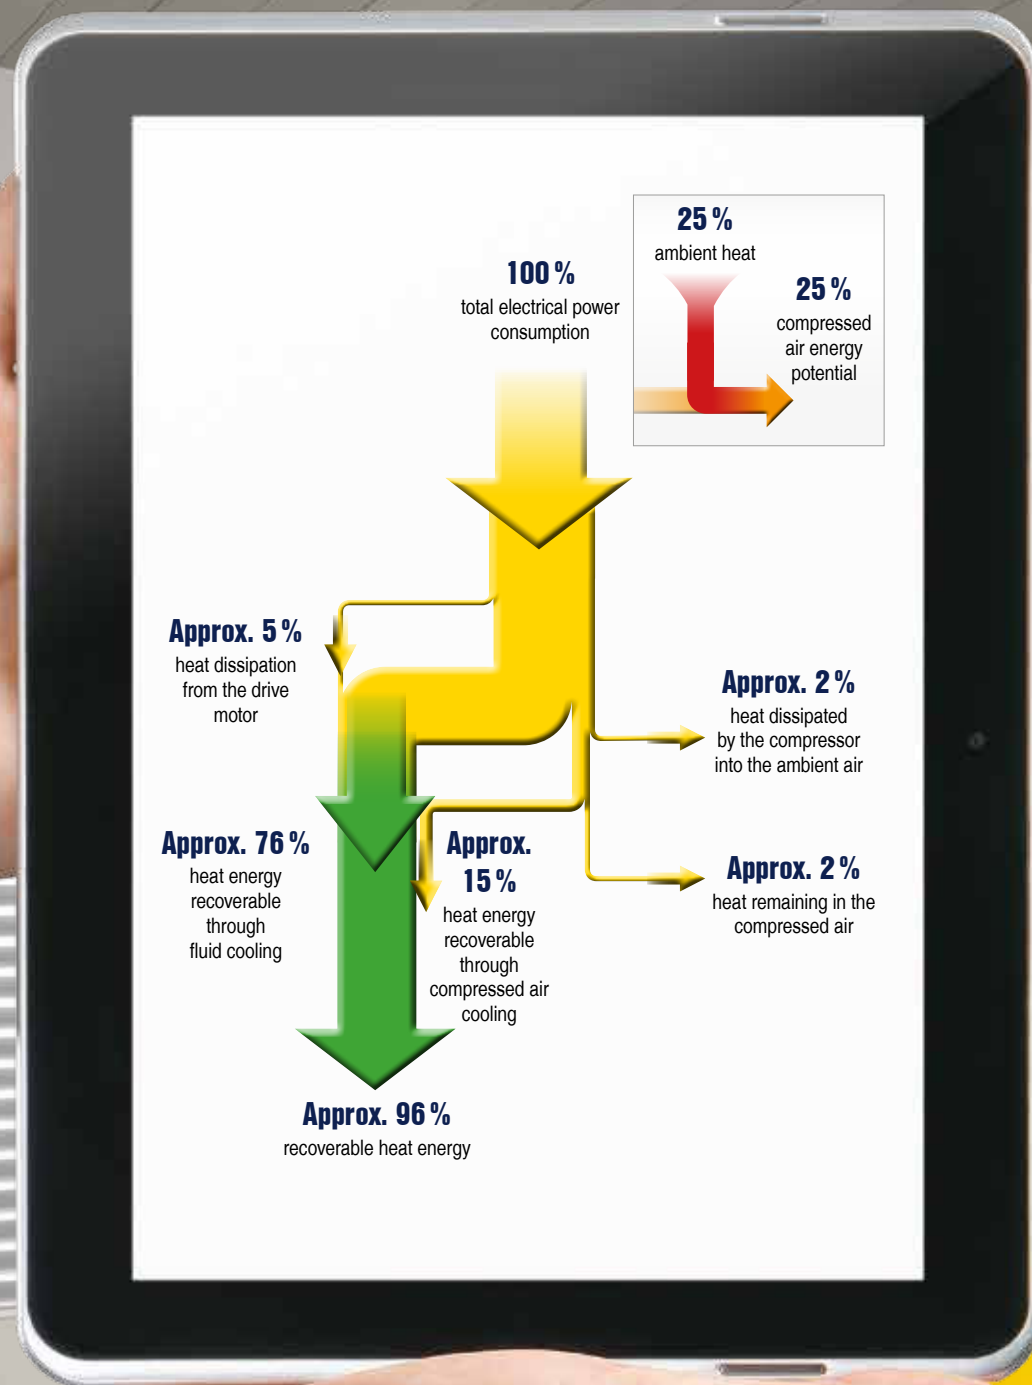 25 %
ambient heat
25 %
compressed
air energy
potential
100 %
total electrical power
consumption
Approx. 5 %
heat dissipation
from the drive
motor
Approx. 2 %
heat dissipated
by the compressor
into the ambient air
Approx. 76 %
heat energy
recoverable
through
fluid cooling
Approx.
15 %
heat energy
recoverable
through
compressed air
cooling
Approx. 2 %
heat remaining in the
compressed air
Approx. 96 %
recoverable heat energy